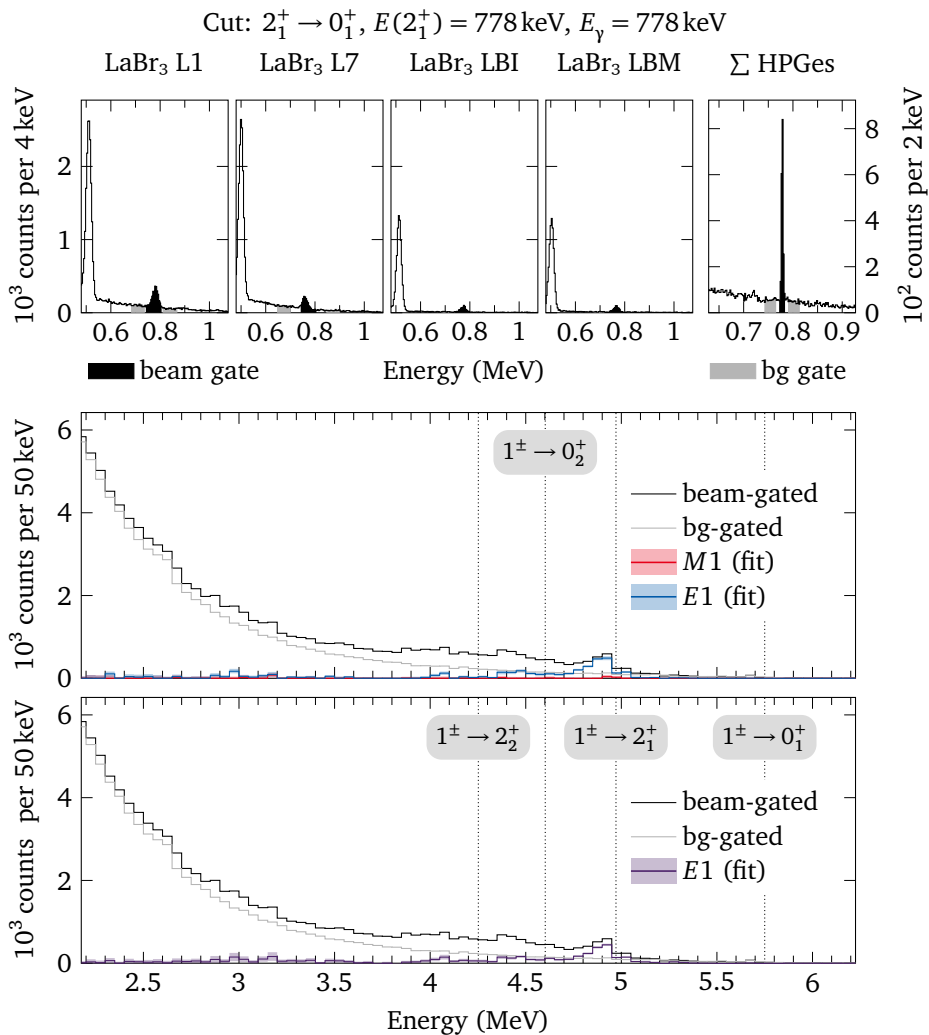 Cut: 2₁⁺ → 0₁⁺, E(2₁⁺) = 778 keV, Eᵧ = 778 keV
LaBr₃ L1 LaBr₃ L7 LaBr₃ LBI LaBr₃ LBM ∑ HPGes
10³ counts per 4 keV
0 1 2
0.6 0.8 1 0.6 0.8 1 0.6 0.8 1 0.6 0.8 1 0.7 0.8 0.9
0 2 4 6 8
10² counts per 2 keV
beam gate Energy (MeV) bg gate
10³ counts per 50 keV
0 2 4 6
1± → 0₂⁺
beam-gated
bg-gated
M1 (fit)
E1 (fit)
10³ counts per 50 keV
0 2 4 6
1± → 2₂⁺ 1± → 2₁⁺ 1± → 0₁⁺
beam-gated
bg-gated
E1 (fit)
2.5 3 3.5 4 4.5 5 5.5 6
Energy (MeV)